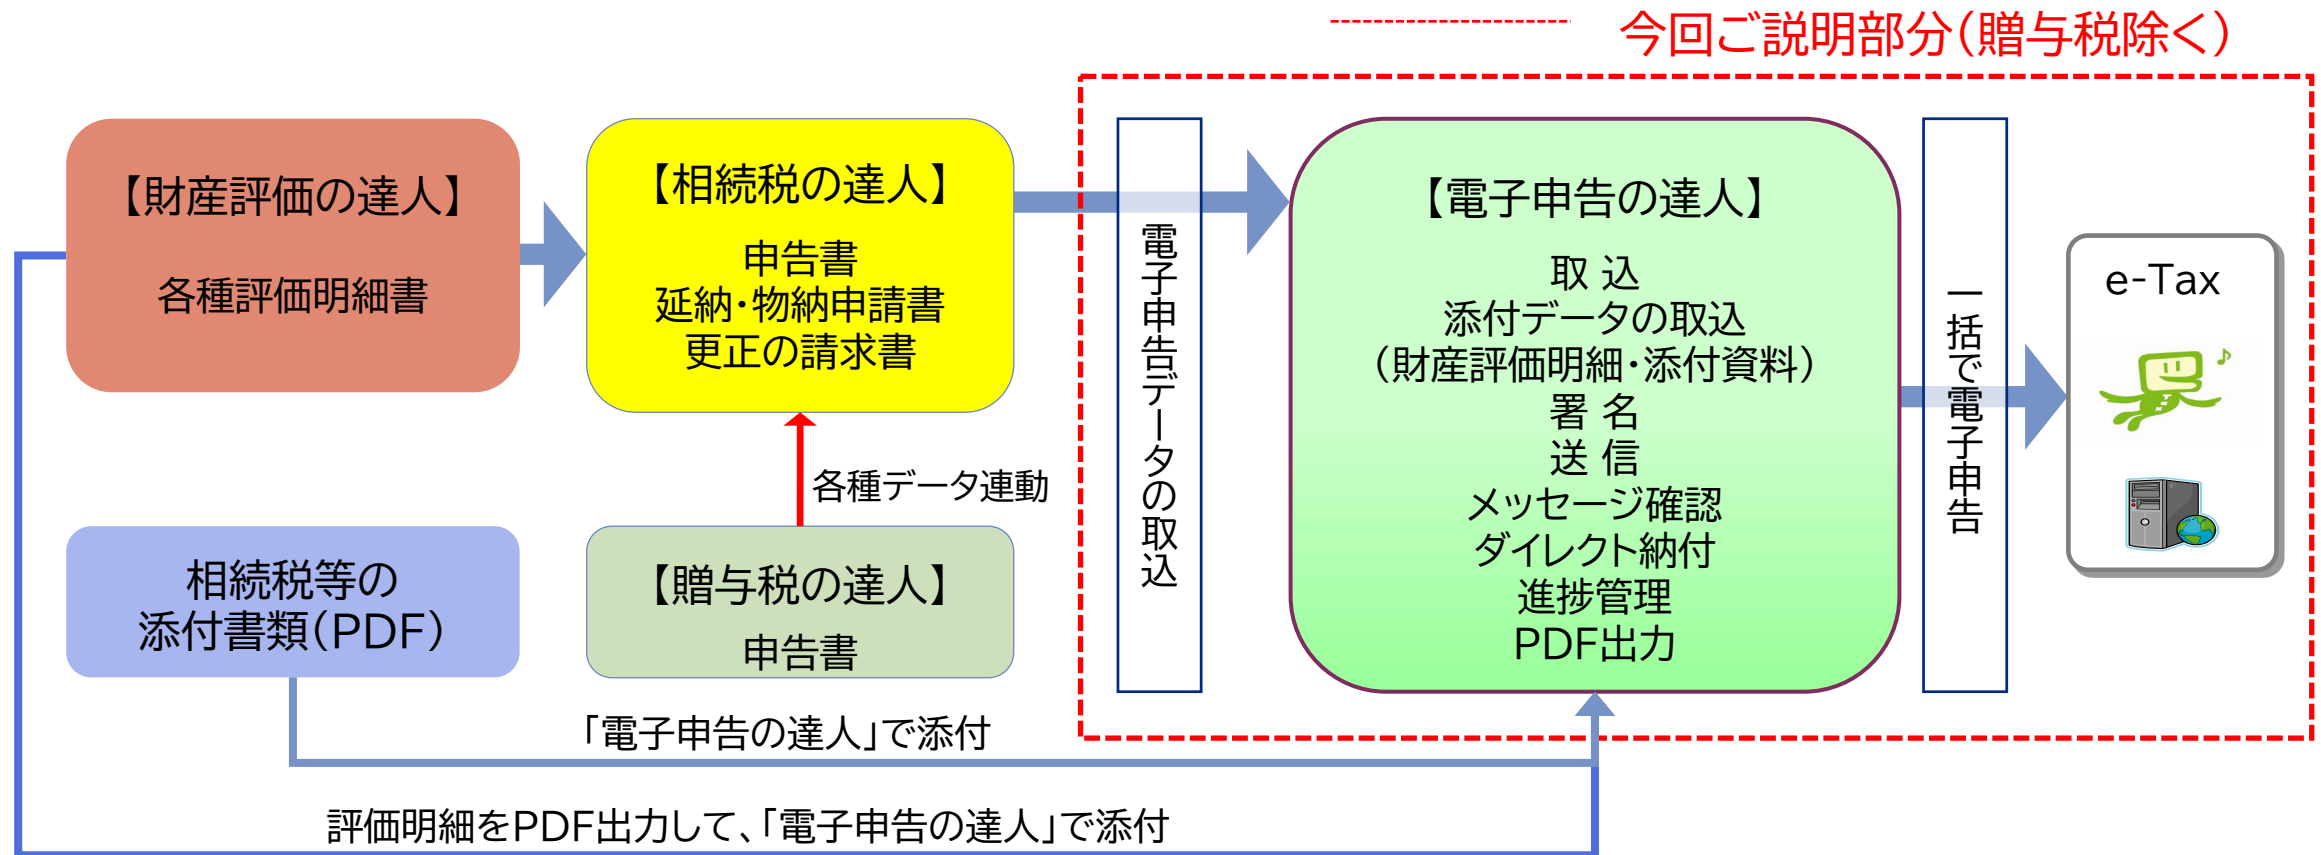 今回ご説明部分（贈与税除く）
【財産評価の達人】
各種評価明細書
【相続税の達人】
申告書
延納・物納申請書
更正の請求書
各種データ連動
相続税等の
添付書類（PDF）
【贈与税の達人】
申告書
電子申告データの取込
【電子申告の達人】
取 込
添付データの取込
（財産評価明細・添付資料）
署 名
送 信
メッセージ確認
ダイレクト納付
進捗管理
PDF出力
一括で電子申告
e-Tax
「電子申告の達人」で添付
評価明細をPDF出力して、「電子申告の達人」で添付